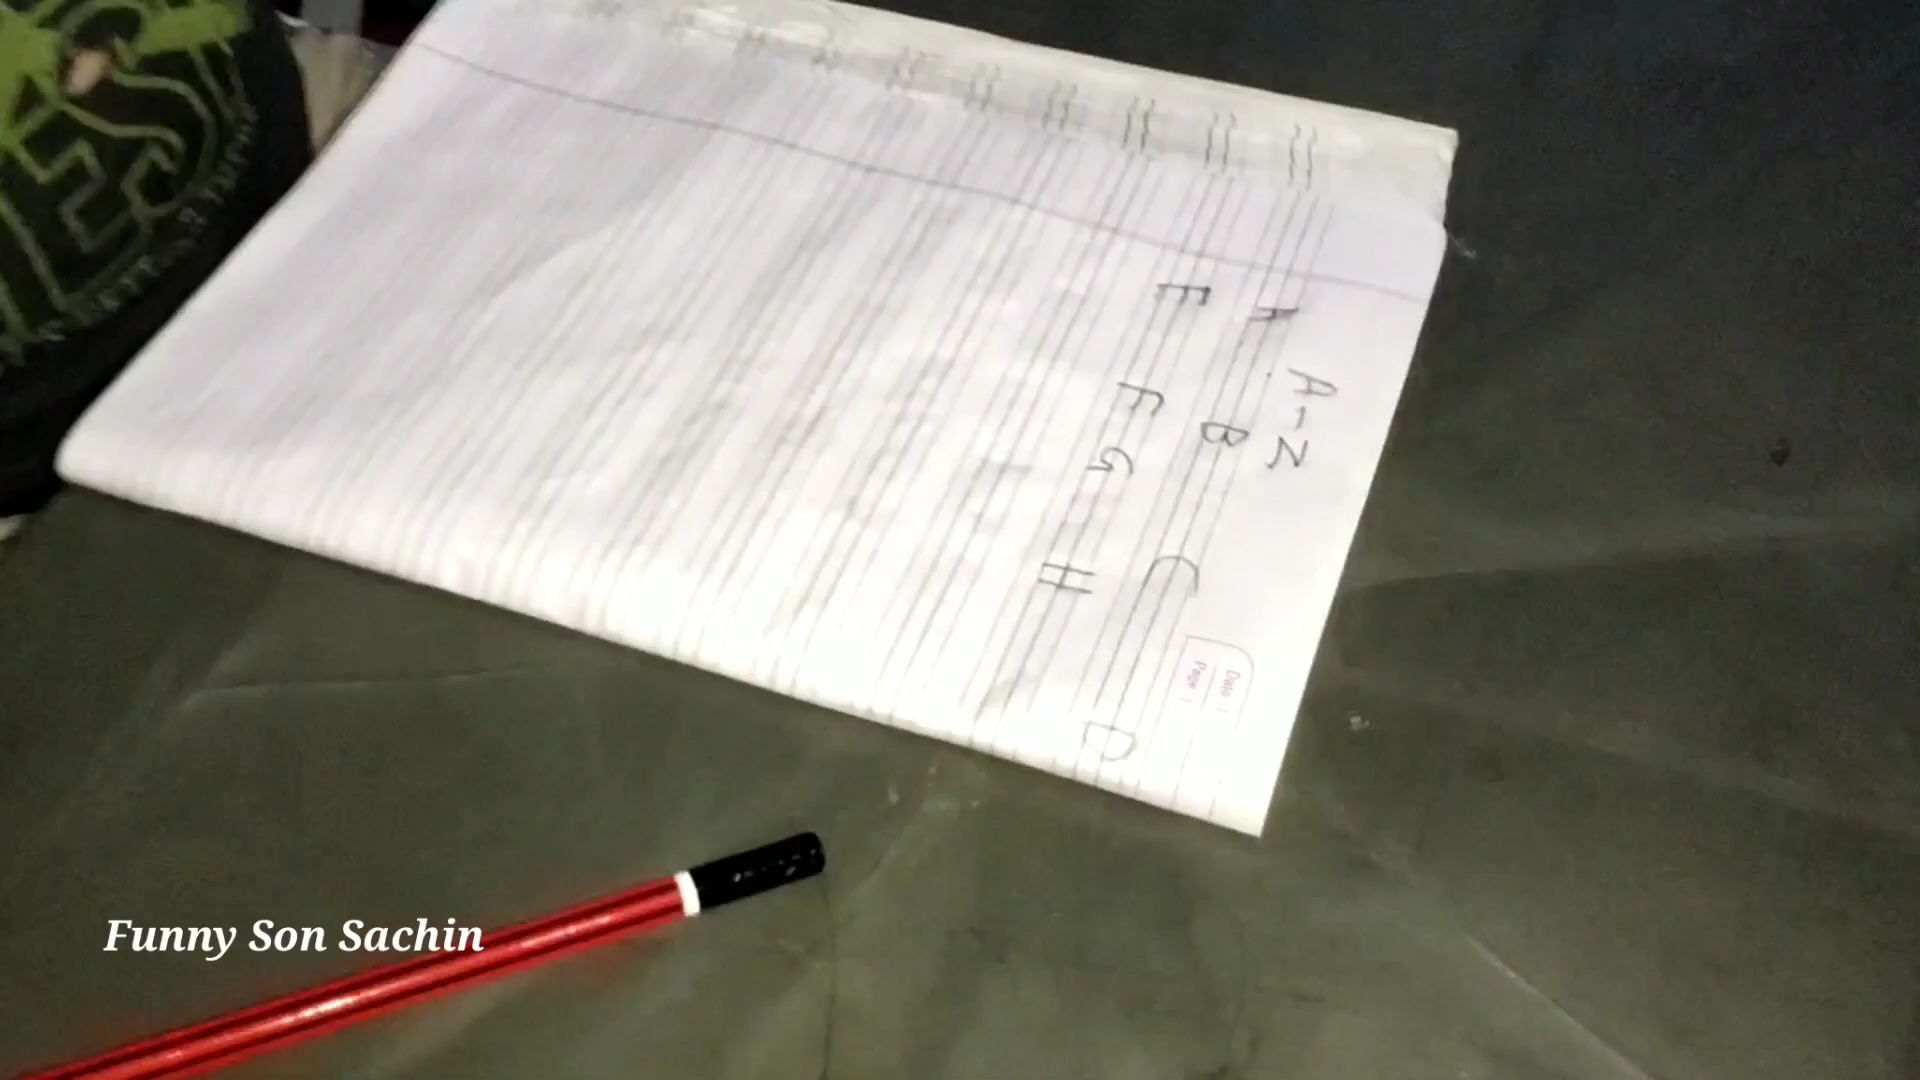 A-Z
Date :
Page :
A B C D
E F G H
Funny Son Sachin